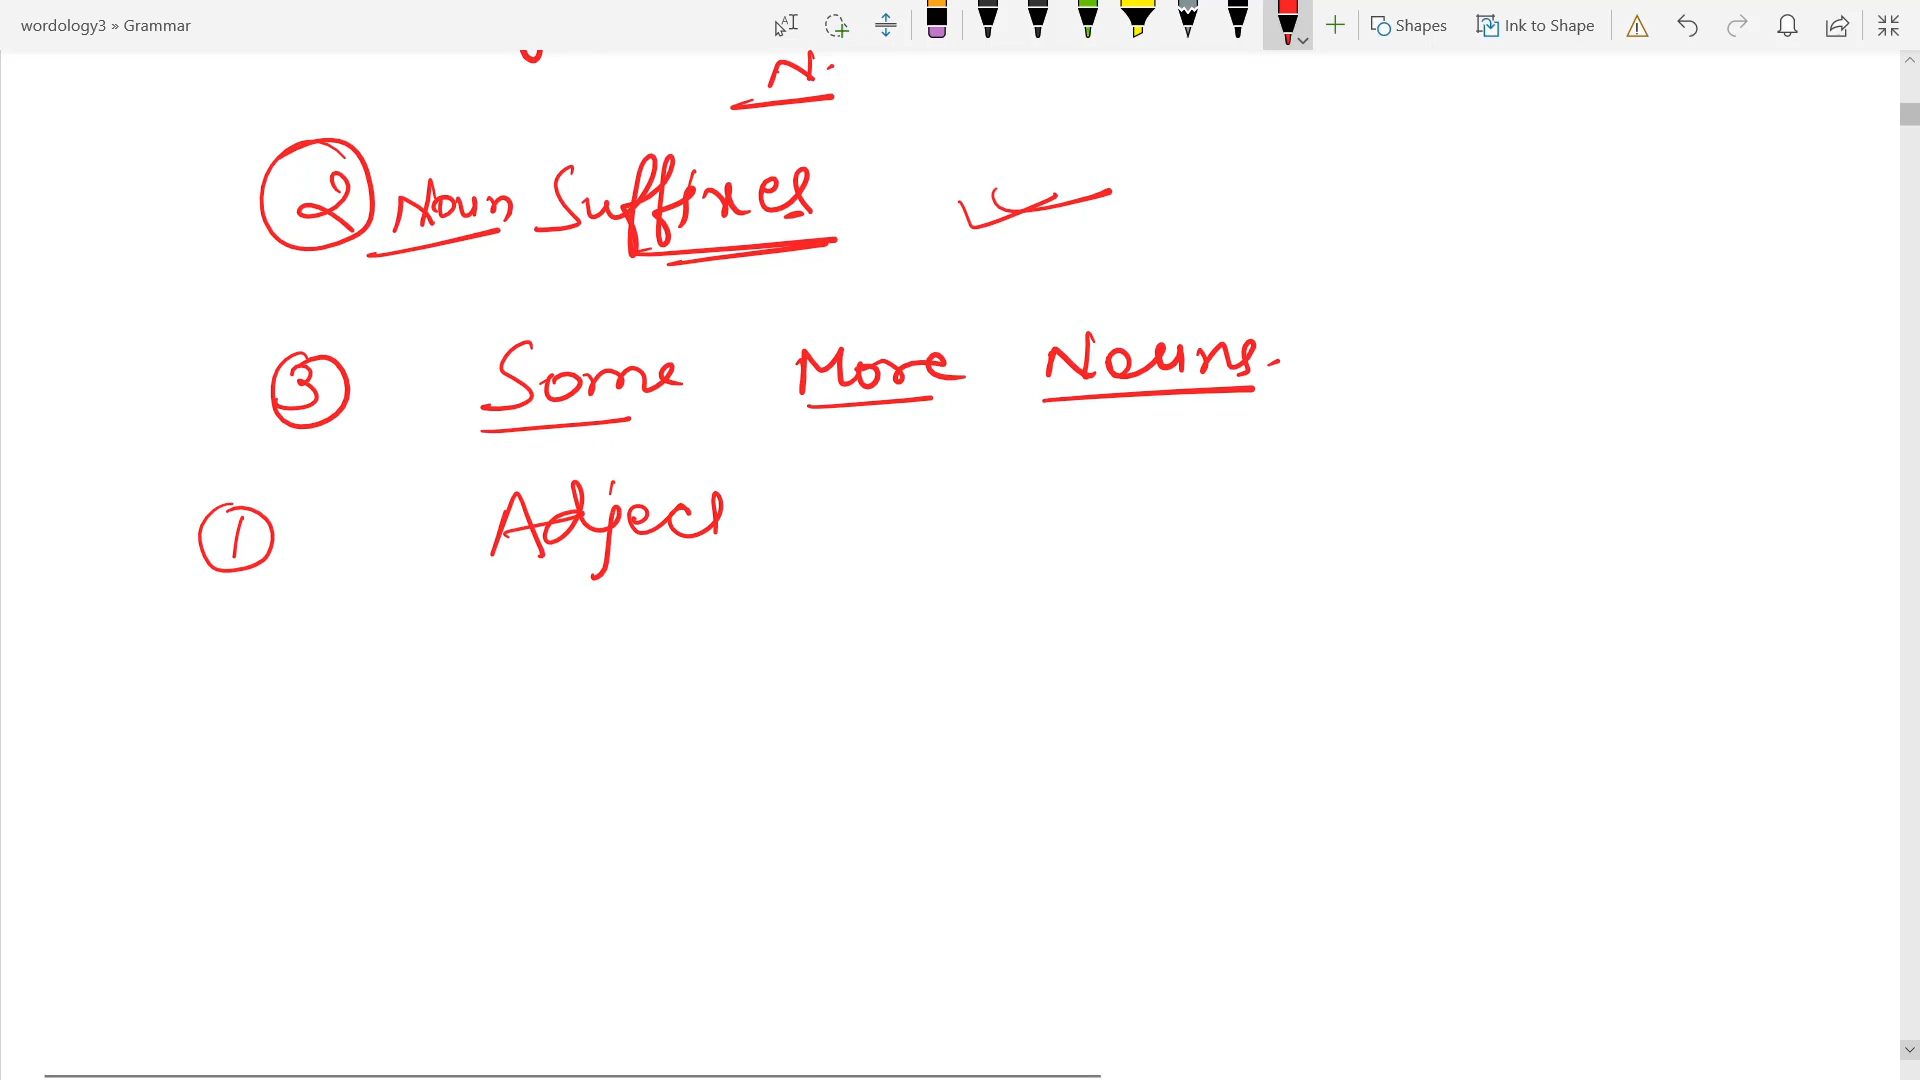 wordology3 » Grammar
Shapes
Ink to Shape
N.
2 Noun Suffixes
3 Some More Nouns.
1 Adject